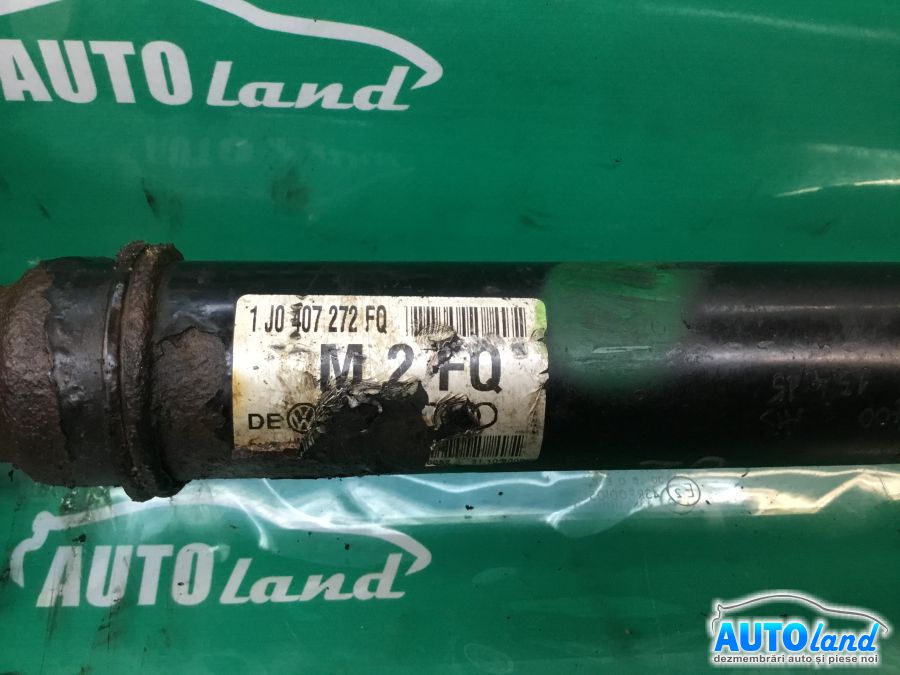 AUTO land
1 J0 407 272 FQ
M 2 FQ
DE
AUTO land
AUTOland
dezmembrări auto și piese noi